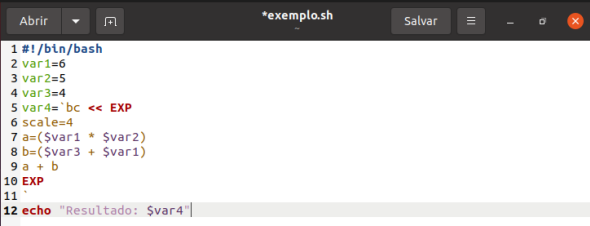 Abrir
*exemplo.sh
~
Salvar
1 #!/bin/bash
2 var1=6
3 var2=5
4 var3=4
5 var4=`bc << EXP
6 scale=4
7 a=($var1 * $var2)
8 b=($var3 + $var1)
9 a + b
10 EXP
11 `
12 echo "Resultado: $var4"